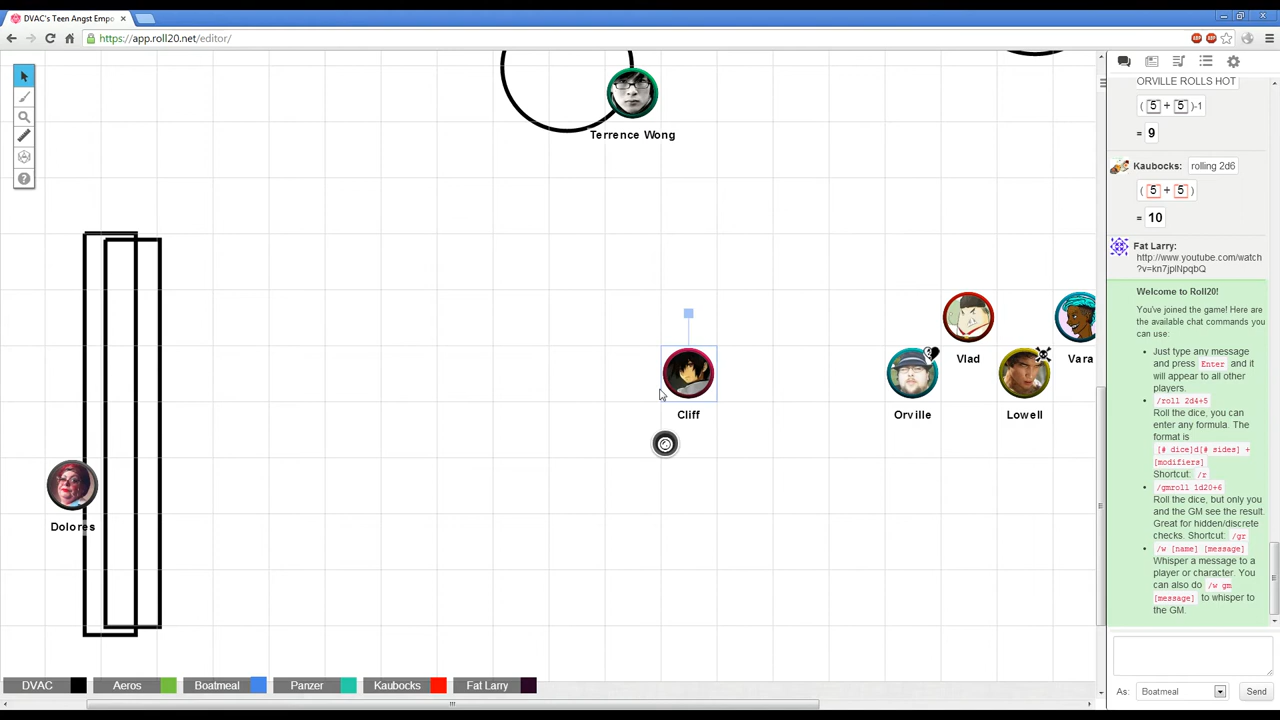 DVAC's Teen Angst Empo
https://app.roll20.net/editor/
Terrence Wong
Vlad
Vara
Cliff
Orville
Lowell
Dolores
DVAC
Aeros
Boatmeal
Panzer
Kaubocks
Fat Larry
ORVILLE ROLLS HOT
( 5 + 5 )-1
= 9
Kaubocks: rolling 2d6
( 5 + 5 )
= 10
Fat Larry:
http://www.youtube.com/watch
?v=kn7jplNpqbQ
Welcome to Roll20!
You've joined the game! Here are
the available chat commands you
can use:
Just type any message
and press Enter and it
will appear to all other
players.
/roll 2d4+5
Roll the dice, you can
enter any formula. The
format is
[# dice]d[# sides] +
[modifiers]
Shortcut: /r
/gmroll 1d20+6
Roll the dice, but only you
and the GM see the result.
Great for hidden/discrete
checks. Shortcut: /gr
/w [name] [message]
Whisper a message to a
player or character. You
can also do /w gm
[message] to whisper to
the GM.
As: Boatmeal Send